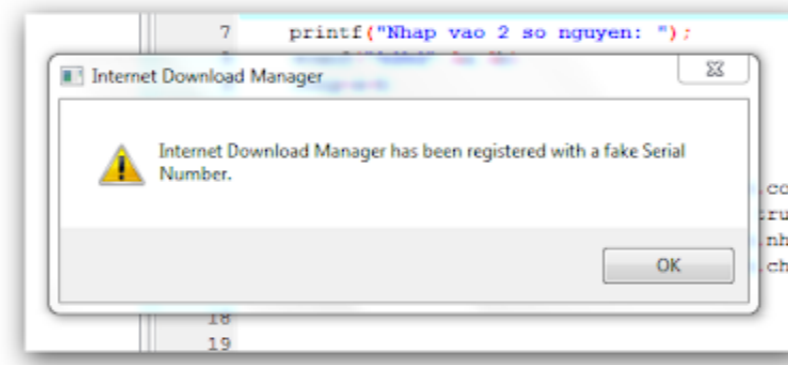 7 printf("Nhap vao 2 so nguyen: ");
Internet Download Manager
Internet Download Manager has been registered with a fake Serial
Number.
OK
18
19